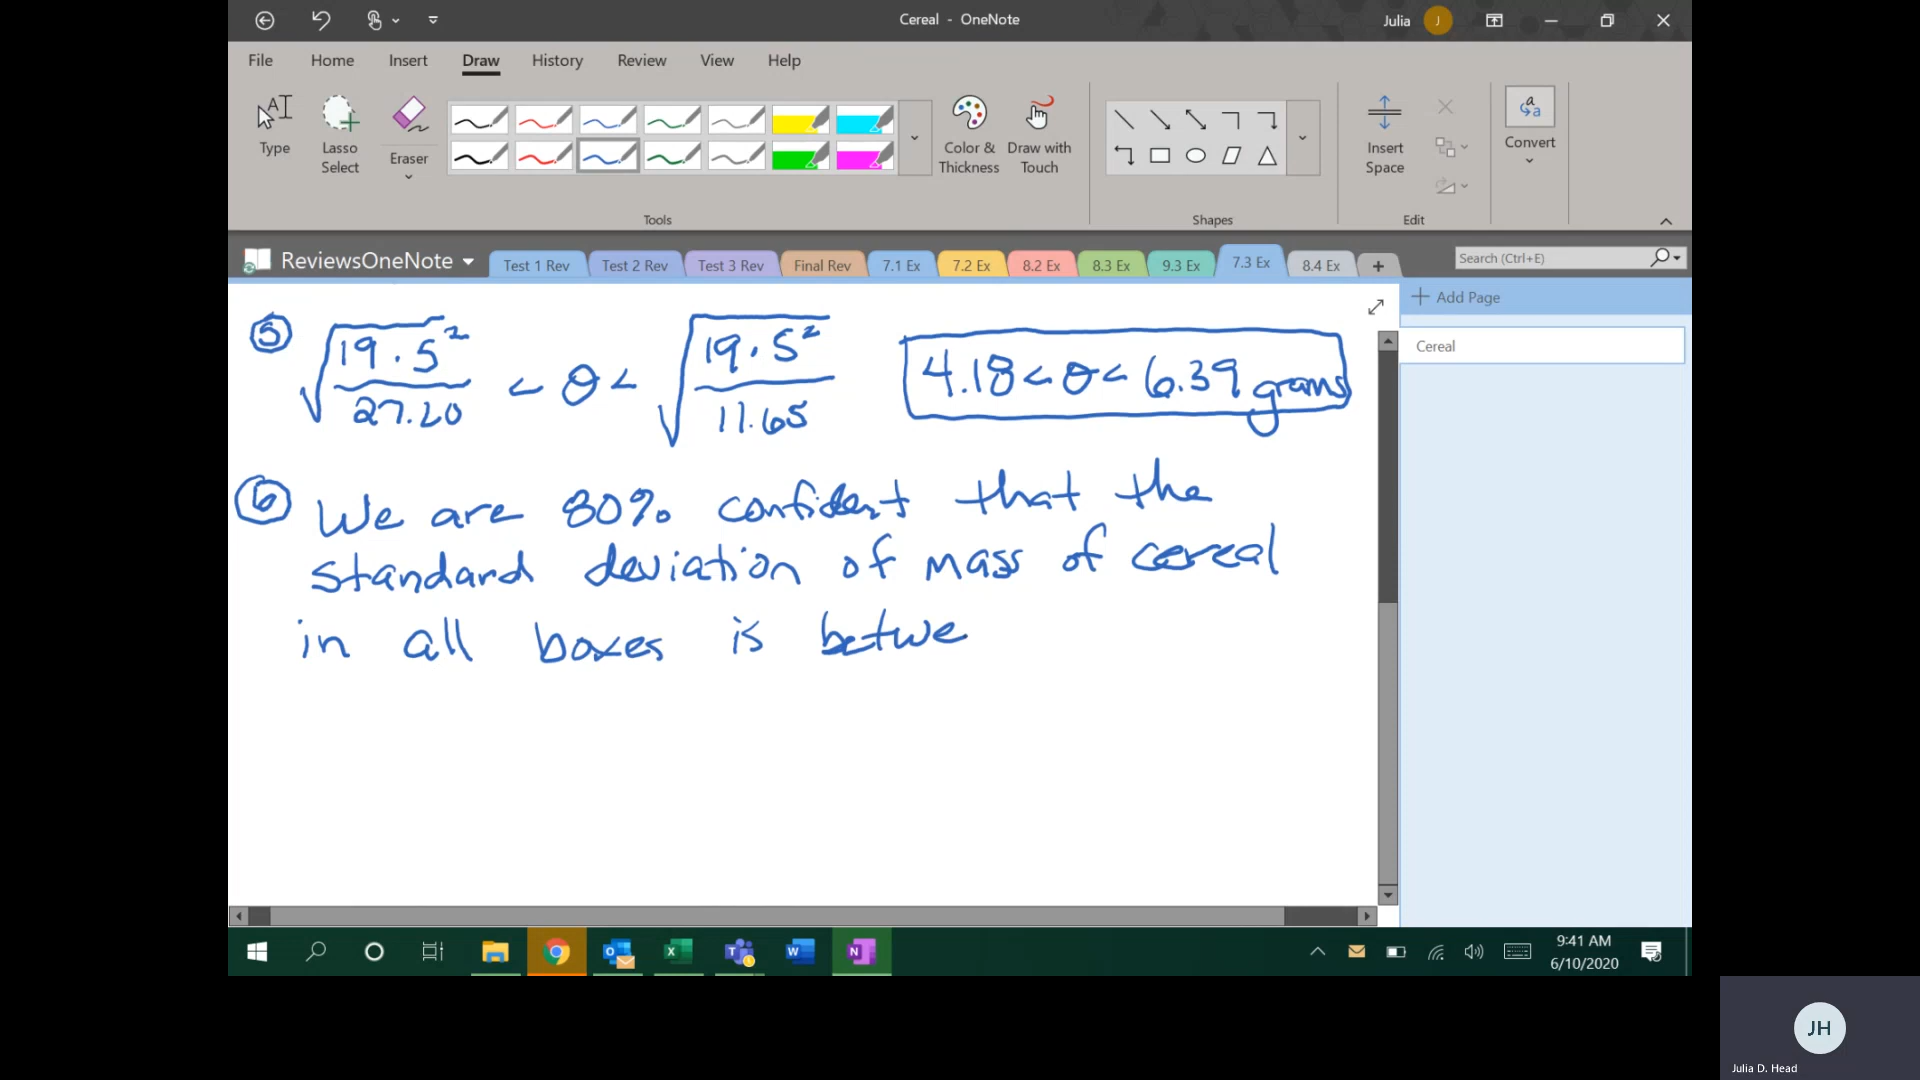 Cereal - OneNote
Julia
J
File Home Insert Draw History Review View Help
Type
Lasso Select
Eraser
Color & Thickness
Draw with Touch
Insert Space
Convert
Tools
Shapes
Edit
ReviewsOneNote
Test 1 Rev Test 2 Rev Test 3 Rev Final Rev 7.1 Ex 7.2 Ex 8.2 Ex 8.3 Ex 9.3 Ex 7.3 Ex 8.4 Ex +
Search (Ctrl+E)
Add Page
Cereal
⑤ √(19·5²/27.20) < σ < √(19·5²/11.65) 4.18 < σ < 6.39 grams
⑥ We are 80% confident that the
standard deviation of mass of cereal
in all boxes is betwe
9:41 AM
6/10/2020
JH
Julia D. Head